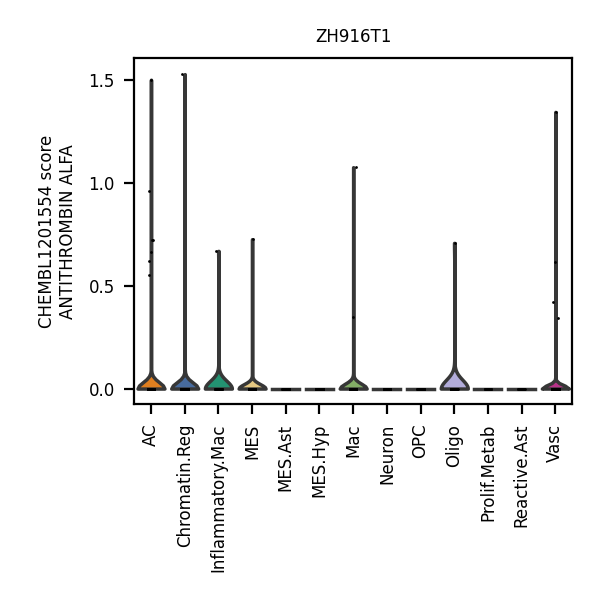 ZH916T1
CHEMBL1201554 score
ANTITHROMBIN ALFA
1.5
1.0
0.5
0.0
AC
Chromatin.Reg
Inflammatory.Mac
MES
MES.Ast
MES.Hyp
Mac
Neuron
OPC
Oligo
Prolif.Metab
Reactive.Ast
Vasc